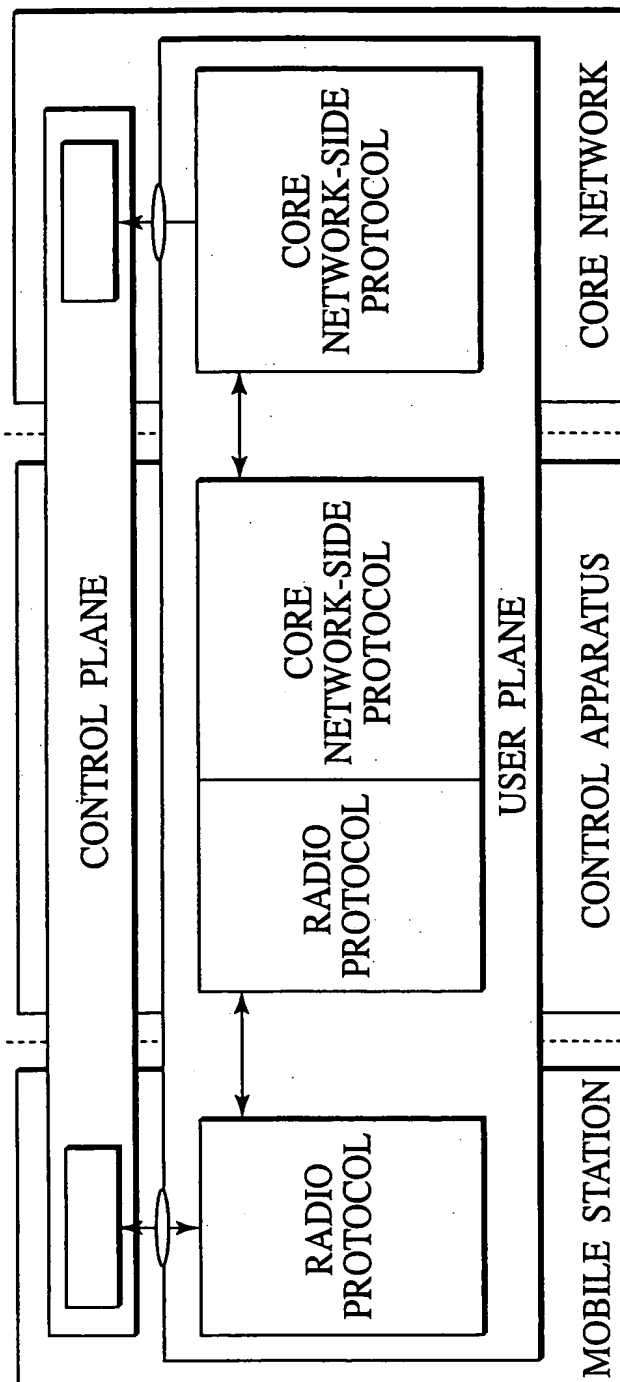 CONTROL PLANE
RADIO
PROTOCOL
RADIO
PROTOCOL
CORE
NETWORK-SIDE
PROTOCOL
CORE
NETWORK-SIDE
PROTOCOL
USER PLANE
MOBILE STATION
CONTROL APPARATUS
CORE NETWORK